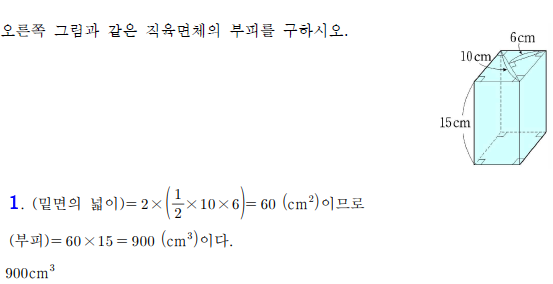 오른쪽 그림과 같은 직육면체의 부피를 구하시오.
6cm
10cm
15cm
1. (밑면의 넓이)= 2×(1/2×10×6)= 60 (cm²)이므로
(부피)= 60×15 = 900 (cm³)이다.
900cm³